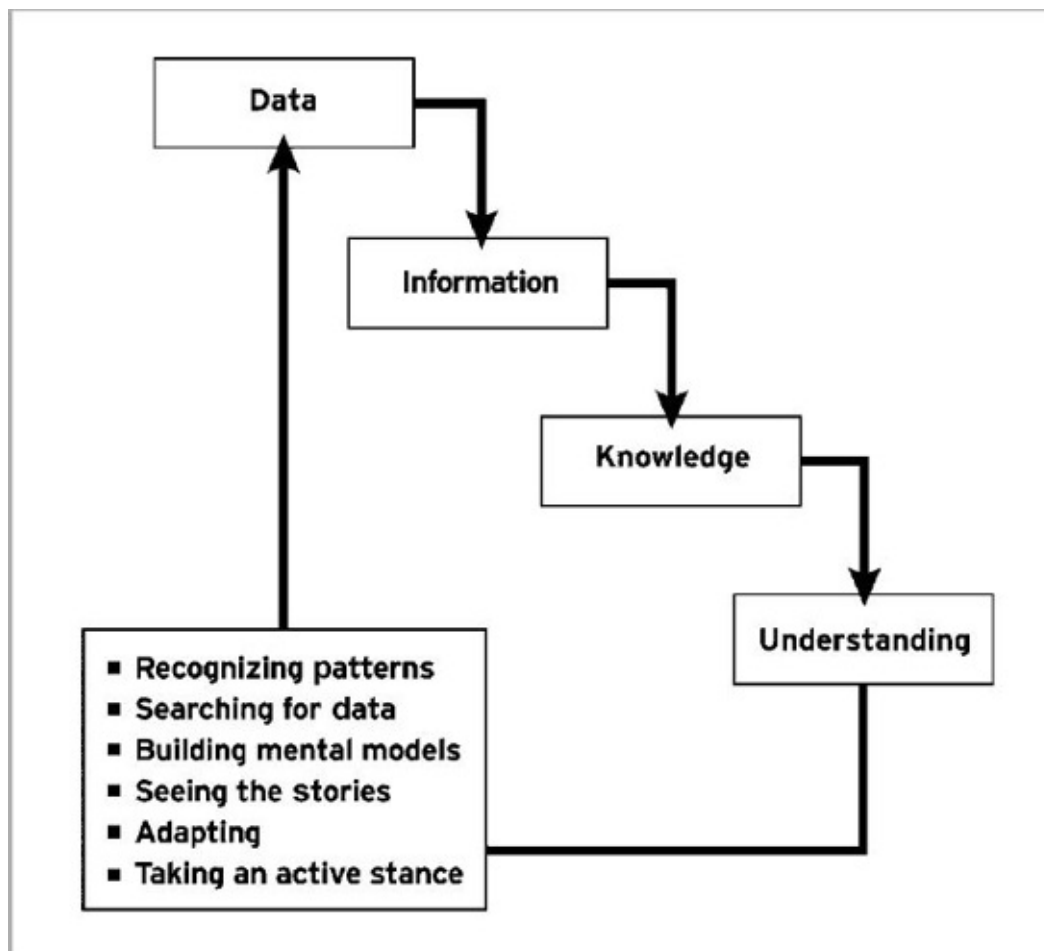 Data
Information
Knowledge
Understanding
▪ Recognizing patterns
▪ Searching for data
▪ Building mental models
▪ Seeing the stories
▪ Adapting
▪ Taking an active stance